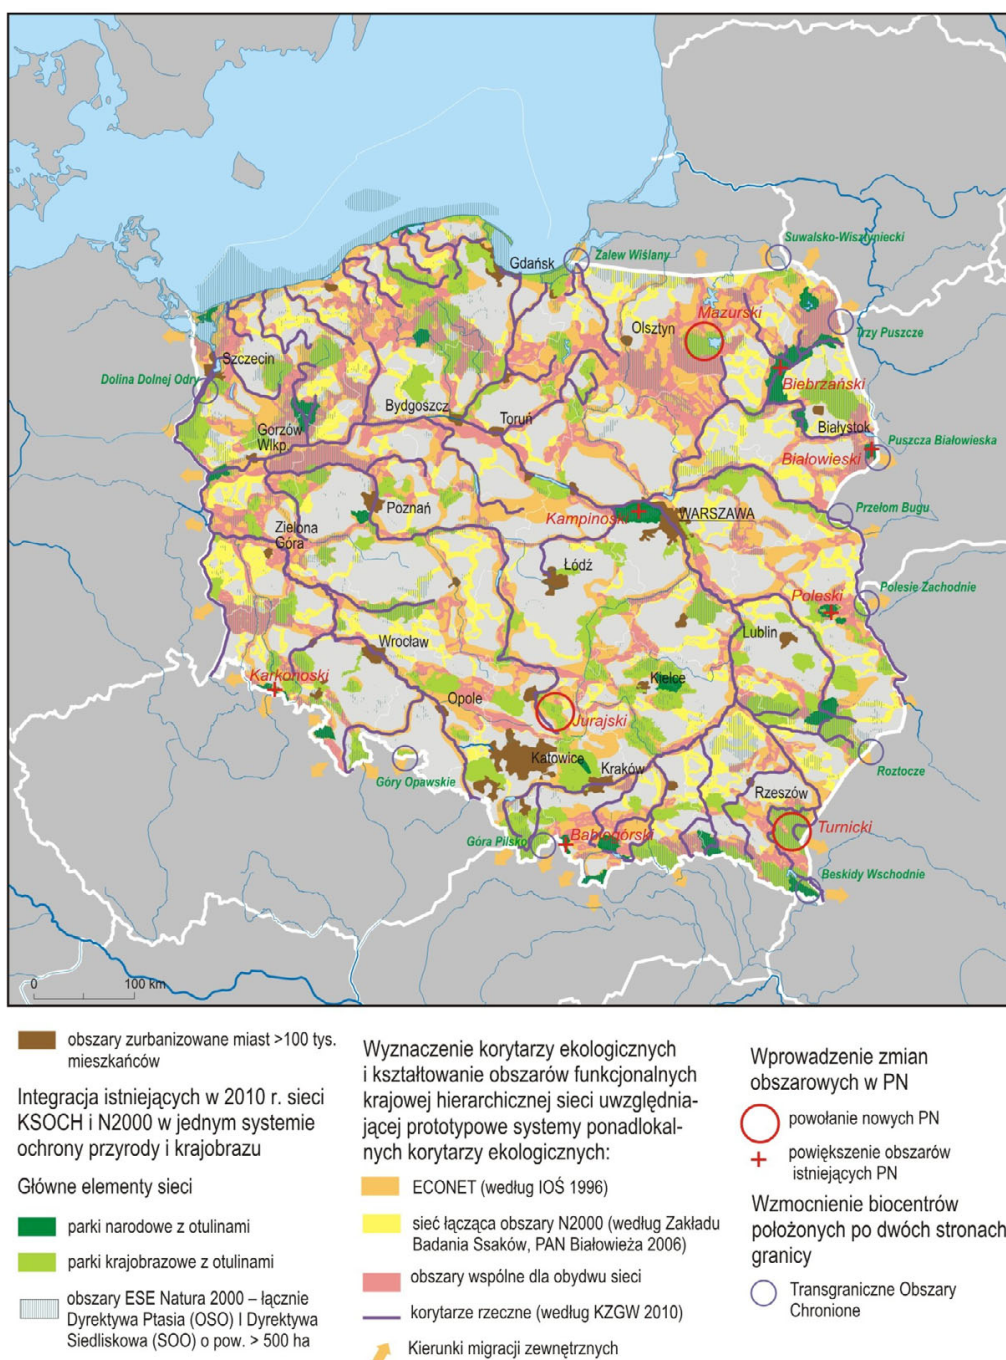 Gdańsk
Zalew Wiślany
Suwalsko-Wisztyniecki
Olsztyn
Mazurski
Trzy Puszcze
Szczecin
Dolina Dolnej Odry
Biebrzański
Bydgoszcz
Toruń
Gorzów
Wlkp.
Białystok
Puszcza Białowieska
Białowieski
Poznań
Kampinoski
WARSZAWA
Przełom Bugu
Zielona
Góra
Łódź
Poleski
Polesie Zachodnie
Wrocław
Lublin
Karkonoski
Opole
Kielce
Jurajski
Katowice
Kraków
Góry Opawskie
Roztocze
Rzeszów
Góra Pilsko
Babiogórski
Turnicki
Beskidy Wschodnie
0 100 km
obszary zurbanizowane miast >100 tys.
mieszkańców
Integracja istniejących w 2010 r. sieci
KSOCH i N2000 w jednym systemie
ochrony przyrody i krajobrazu
Główne elementy sieci
parki narodowe z otulinami
parki krajobrazowe z otulinami
obszary ESE Natura 2000 – łącznie
Dyrektywa Ptasia (OSO) I Dyrektywa
Siedliskowa (SOO) o pow. > 500 ha
Wyznaczenie korytarzy ekologicznych
i kształtowanie obszarów funkcjonalnych
krajowej hierarchicznej sieci uwzględnia-
jącej prototypowe systemy ponadlokal-
nych korytarzy ekologicznych:
ECONET (według IOŚ 1996)
sieć łącząca obszary N2000 (według Zakładu
Badania Ssaków, PAN Białowieża 2006)
obszary wspólne dla obydwu sieci
korytarze rzeczne (według KZGW 2010)
Kierunki migracji zewnętrznych
Wprowadzenie zmian
obszarowych w PN
powołanie nowych PN
powiększenie obszarów
istniejących PN
Wzmocnienie biocentrów
położonych po dwóch stronach
granicy
Transgraniczne Obszary
Chronione